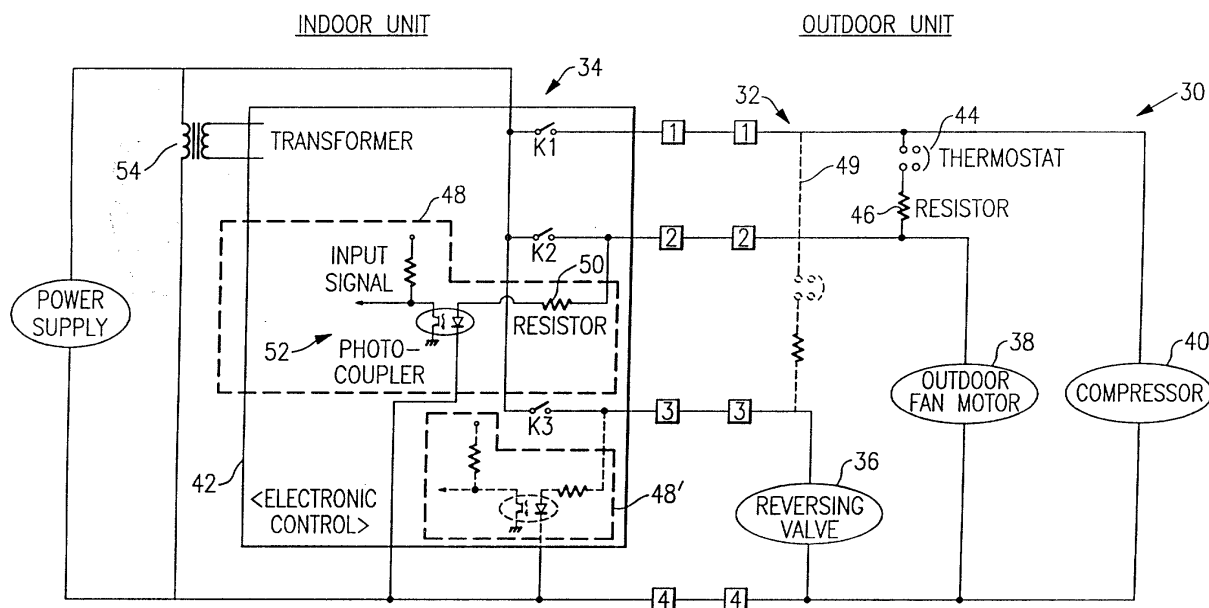 INDOOR UNIT
OUTDOOR UNIT
34
32
30
1
1
44
TRANSFORMER
K1
THERMOSTAT
54
49
48
46
RESISTOR
2
2
K2
INPUT
SIGNAL
50
POWER
SUPPLY
RESISTOR
52
PHOTO-
COUPLER
38
40
OUTDOOR
FAN MOTOR
COMPRESSOR
3
3
K3
42
36
<ELECTRONIC
CONTROL>
48'
REVERSING
VALVE
4
4